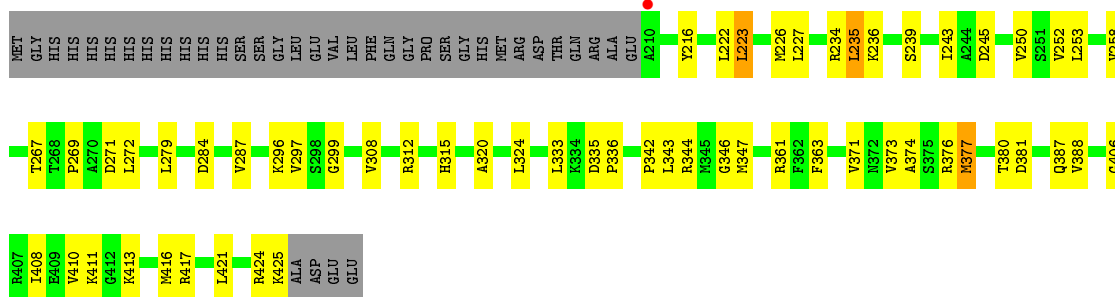 MET GLY HIS HIS HIS HIS HIS HIS HIS HIS HIS HIS SER SER GLY LEU GLU VAL LEU PHE GLN GLY PRO SER GLY HIS MET ARG ASP THR GLN ARG ALA GLU A210 Y216 L222 L223 M226 L227 R234 L235 K236 S239 I243 A244 D245 V250 S251 V252 L253
T267 T268 P269 A270 D271 L272 L279 D284 V287 K296 V297 S298 G299 V308 R312 H315 A320 L324 L333 K334 D335 P336 P342 L343 R344 M345 G346 M347 R361 F362 F363 V371 N372 V373 A374 S375 R376 M377 T380 D381 Q387 V388
R407 I408 E409 V410 K411 G412 K413 M416 R417 L421 R424 K425 ALA ASP GLU GLU